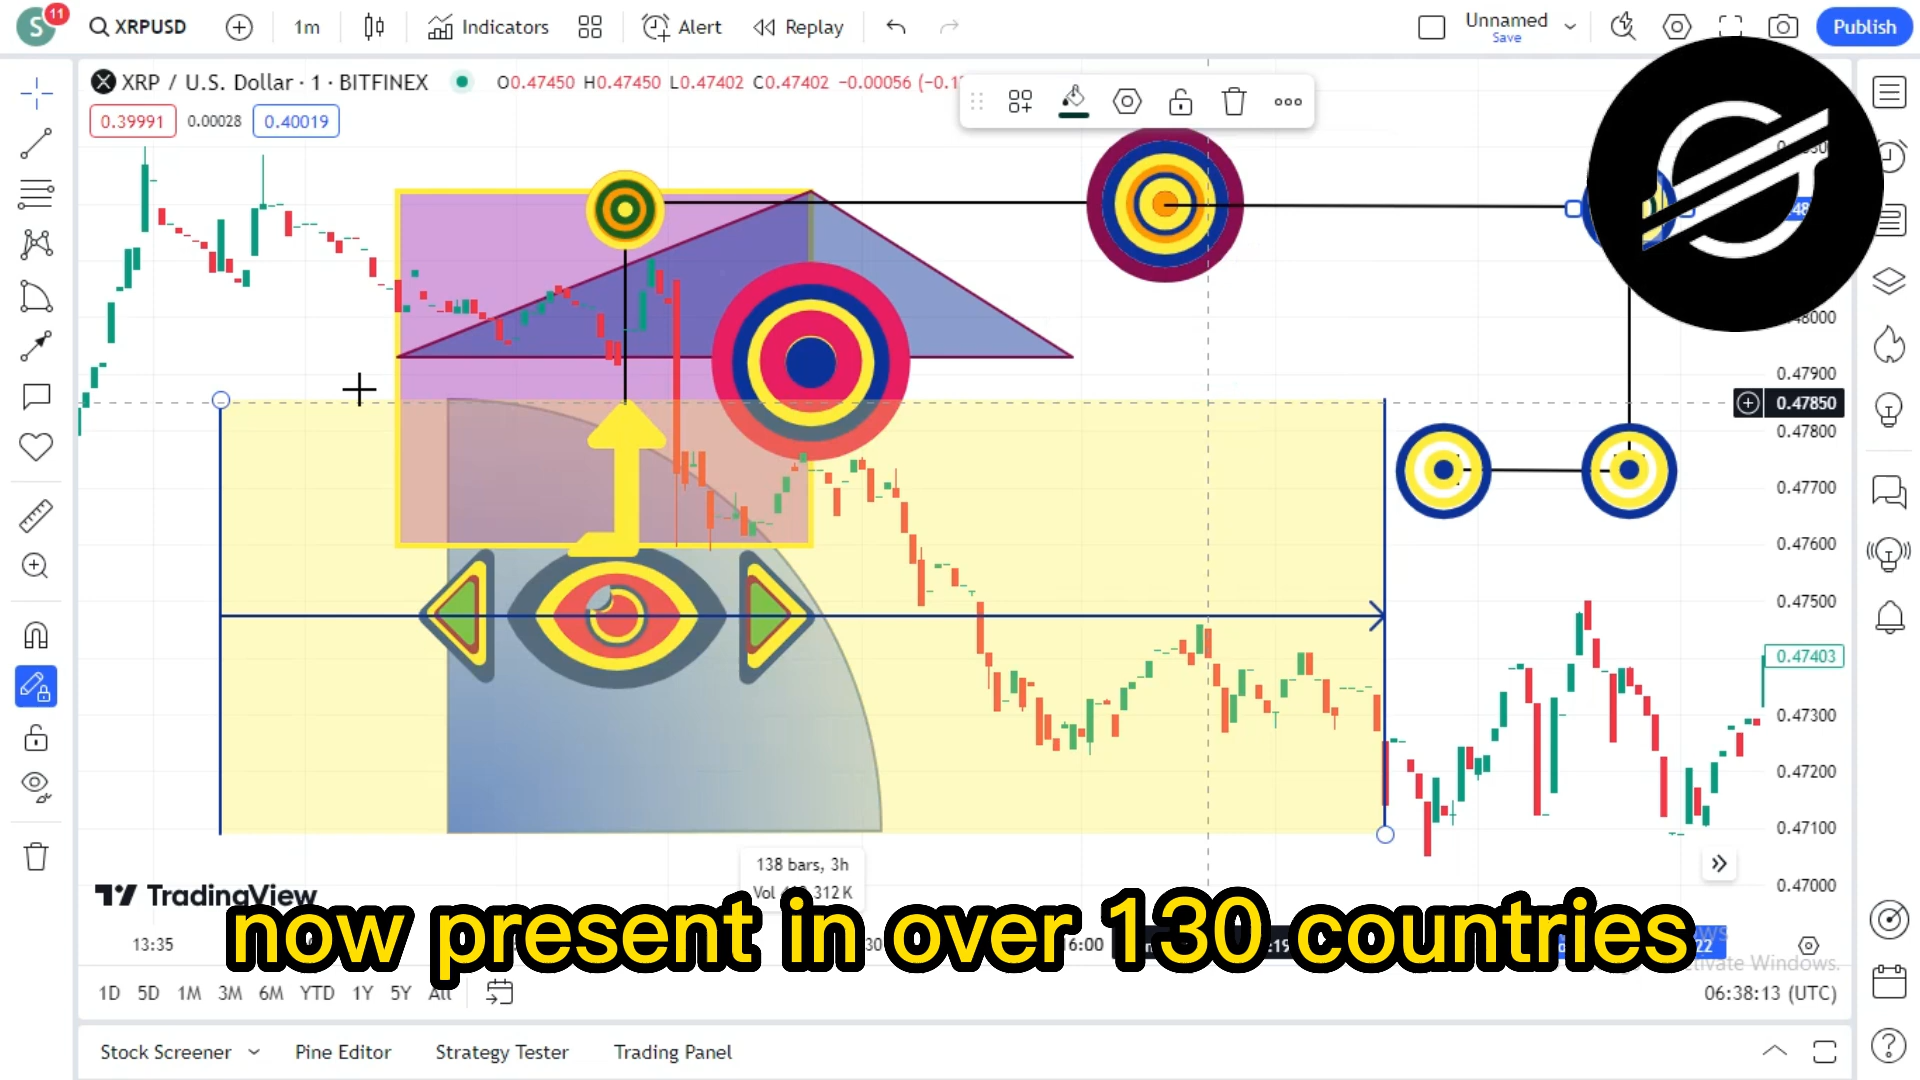 S
11
XRPUSD
1m
Indicators
Alert
Replay
Unnamed
Save
Publish
XRP / U.S. Dollar · 1 · BITFINEX
O0.47450 H0.47450 L0.47402 C0.47402 −0.00056
0.39991
0.00028
0.40019
0.47900
0.47850
0.47800
0.47700
0.47600
0.47500
0.47403
0.47300
0.47200
0.47100
0.47000
138 bars, 3h
TradingView
now present in over 130 countries
13:35
16:00
1D 5D 1M 3M 6M YTD 1Y 5Y All
06:38:13 (UTC)
Stock Screener
Pine Editor
Strategy Tester
Trading Panel